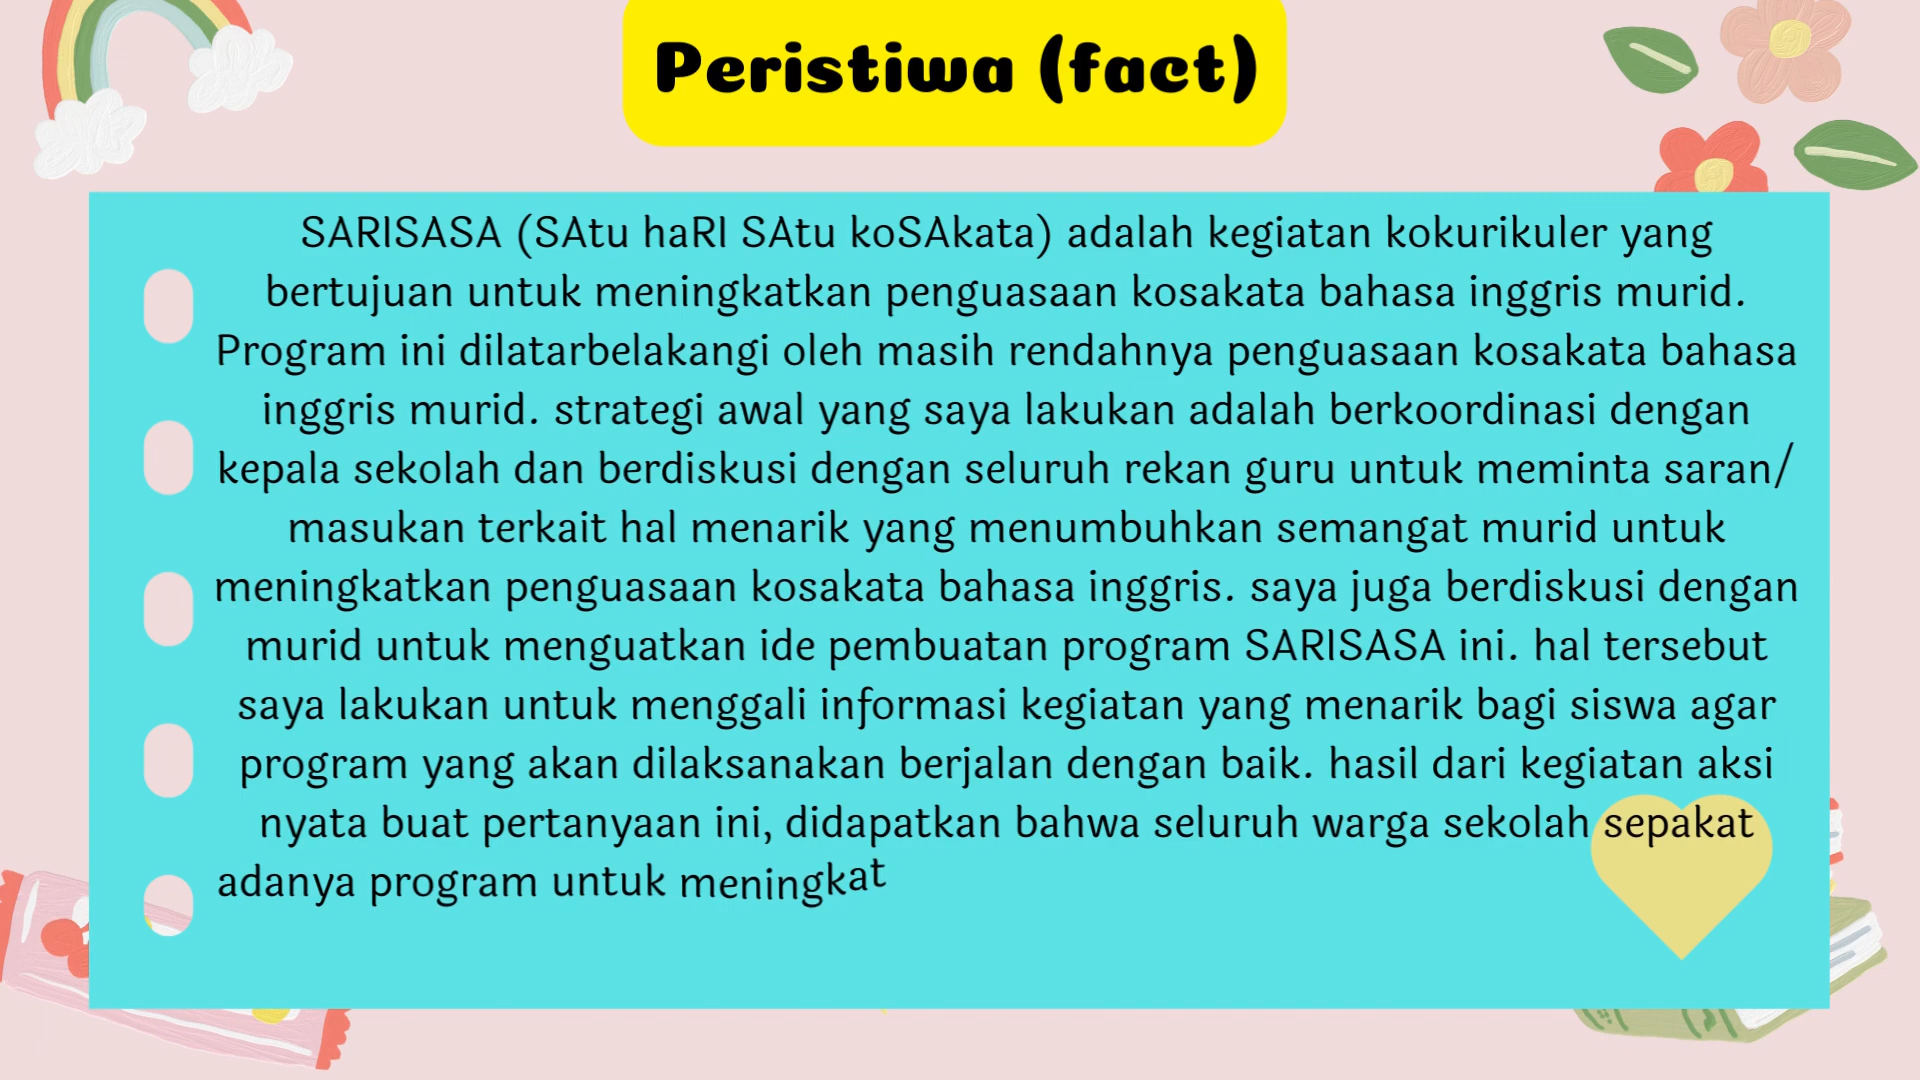 Peristiwa (fact)
SARISASA (SAtu haRI SAtu koSAkata) adalah kegiatan kokurikuler yang
bertujuan untuk meningkatkan penguasaan kosakata bahasa inggris murid.
Program ini dilatarbelakangi oleh masih rendahnya penguasaan kosakata bahasa
inggris murid. strategi awal yang saya lakukan adalah berkoordinasi dengan
kepala sekolah dan berdiskusi dengan seluruh rekan guru untuk meminta saran/
masukan terkait hal menarik yang menumbuhkan semangat murid untuk
meningkatkan penguasaan kosakata bahasa inggris. saya juga berdiskusi dengan
murid untuk menguatkan ide pembuatan program SARISASA ini. hal tersebut
saya lakukan untuk menggali informasi kegiatan yang menarik bagi siswa agar
program yang akan dilaksanakan berjalan dengan baik. hasil dari kegiatan aksi
nyata buat pertanyaan ini, didapatkan bahwa seluruh warga sekolah sepakat
adanya program untuk meningkat